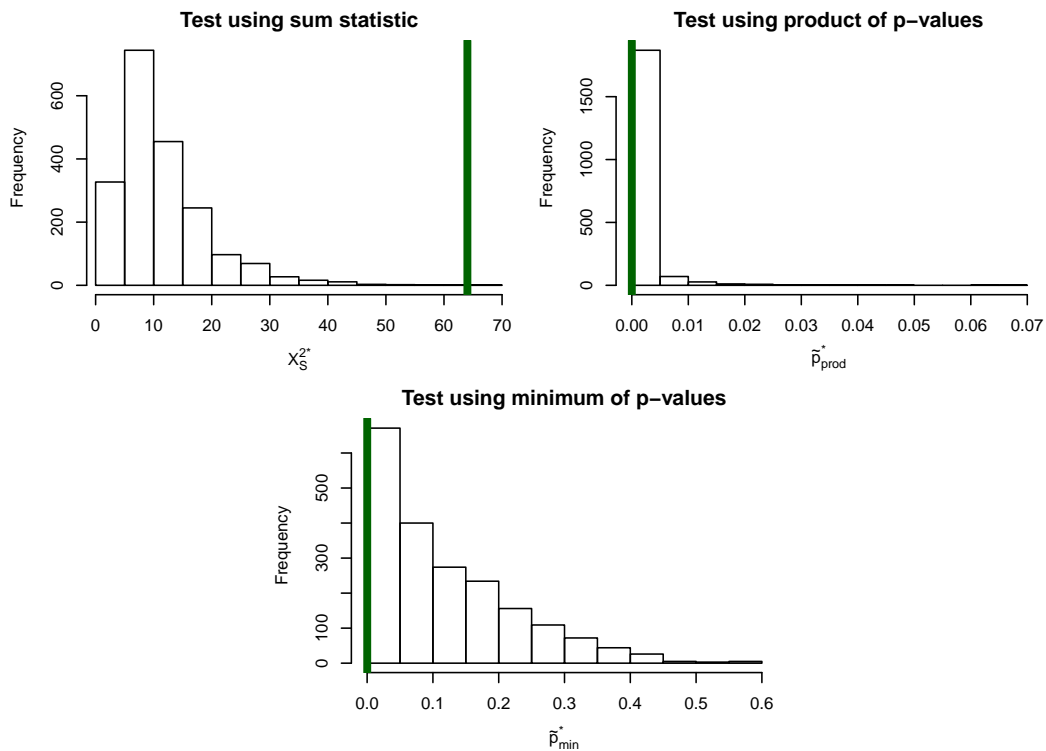 Test using sum statistic
Frequency
0 200 400 600
0 10 20 30 40 50 60 70
X_S^{2*}
Test using product of p−values
Frequency
0 500 1500
0.00 0.01 0.02 0.03 0.04 0.05 0.06 0.07
p̃*_prod
Test using minimum of p−values
Frequency
0 100 300 500
0.0 0.1 0.2 0.3 0.4 0.5 0.6
p̃*_min